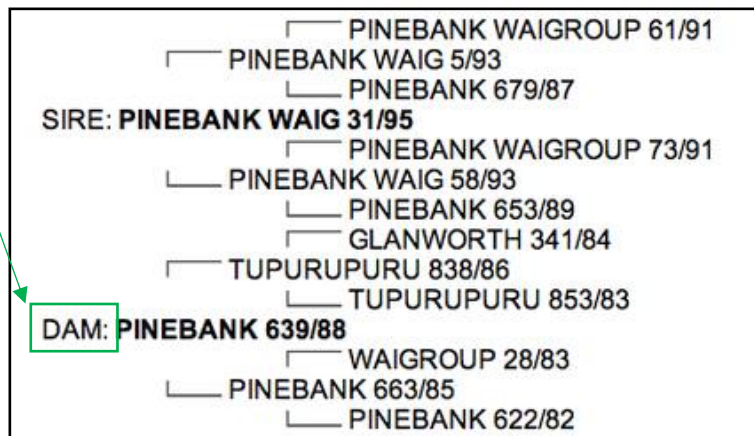 PINEBANK WAIGROUP 61/91
PINEBANK WAIG 5/93
PINEBANK 679/87
SIRE: PINEBANK WAIG 31/95
PINEBANK WAIGROUP 73/91
PINEBANK WAIG 58/93
PINEBANK 653/89
GLANWORTH 341/84
TUPURUPURU 838/86
TUPURUPURU 853/83
DAM: PINEBANK 639/88
WAIGROUP 28/83
PINEBANK 663/85
PINEBANK 622/82